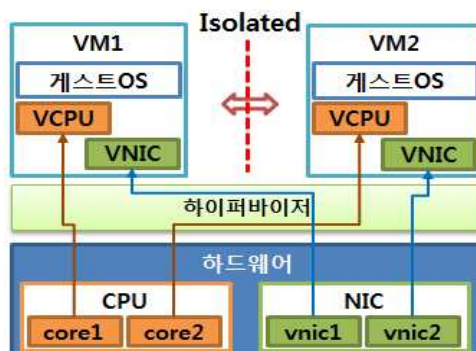 Isolated
VM1
게스트OS
VCPU
VNIC
VM2
게스트OS
VCPU
VNIC
하이퍼바이저
하드웨어
CPU
core1
core2
NIC
vnic1
vnic2